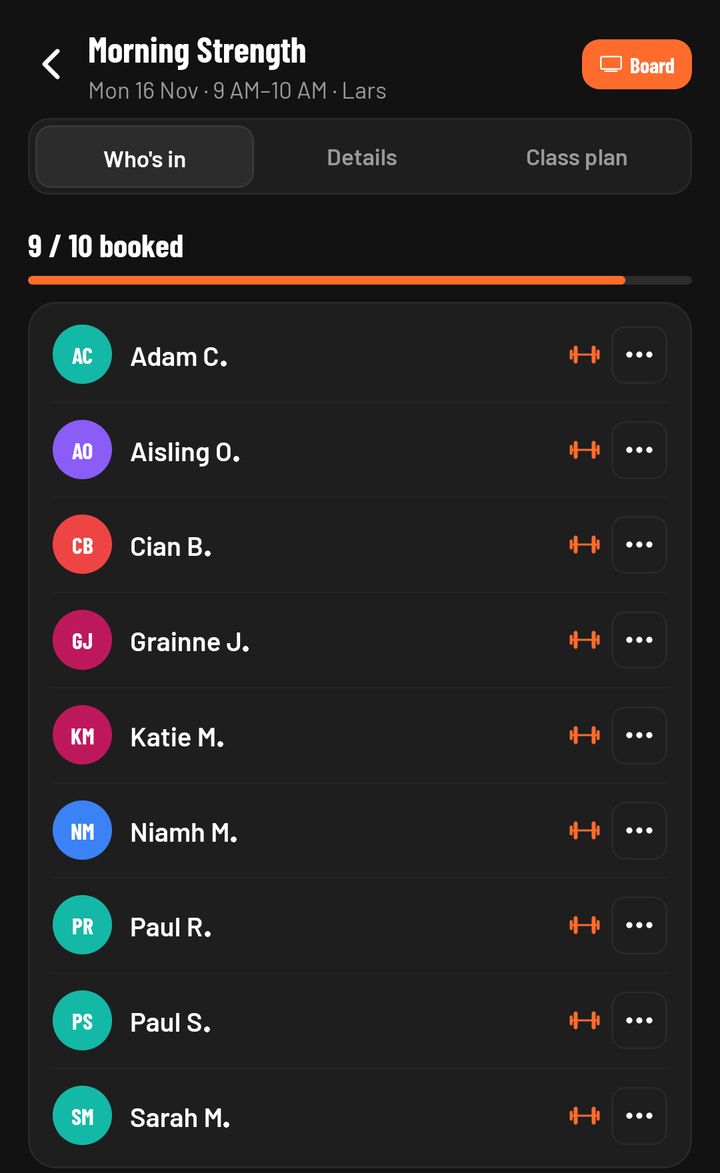 Morning Strength
Mon 16 Nov · 9 AM–10 AM · Lars
Board
Who's in
Details
Class plan
9 / 10 booked
AC
Adam C.
AO
Aisling O.
CB
Cian B.
GJ
Grainne J.
KM
Katie M.
NM
Niamh M.
PR
Paul R.
PS
Paul S.
SM
Sarah M.